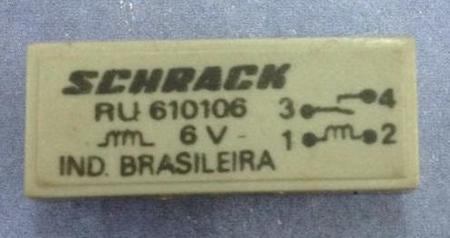 SCHRACK
RU 610106
6 V
IND. BRASILEIRA
3 4
1 2